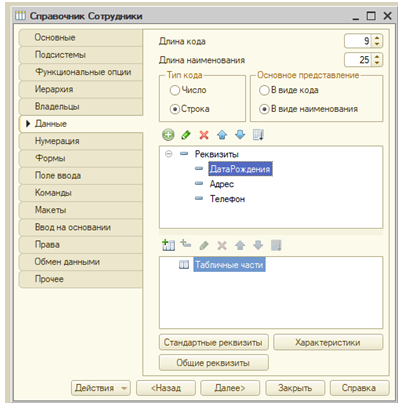 Справочник Сотрудники
Основные
Подсистемы
Функциональные опции
Иерархия
Владельцы
Данные
Нумерация
Формы
Поле ввода
Команды
Макеты
Ввод на основании
Права
Обмен данными
Прочее
Длина кода 9
Длина наименования 25
Тип кода
Число
Строка
Основное представление
В виде кода
В виде наименования
Реквизиты
ДатаРождения
Адрес
Телефон
Табличные части
Стандартные реквизиты Характеристики
Общие реквизиты
Действия <Назад Далее> Закрыть Справка